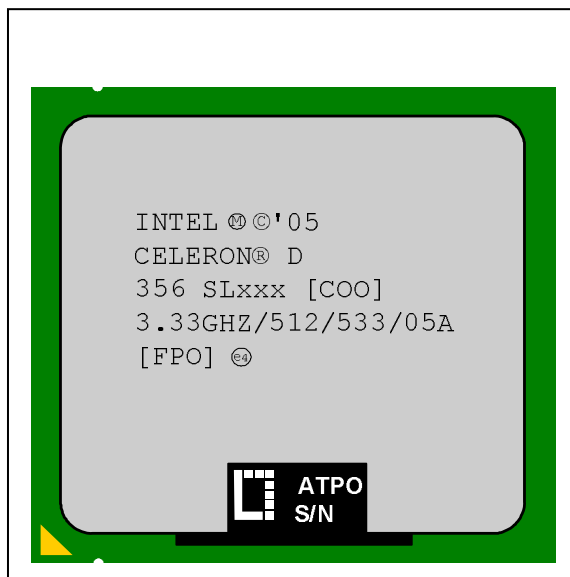 INTEL Ⓜ©'05
CELERON® D
356 SLxxx [COO]
3.33GHZ/512/533/05A
[FPO] ⓔ4
ATPO
S/N